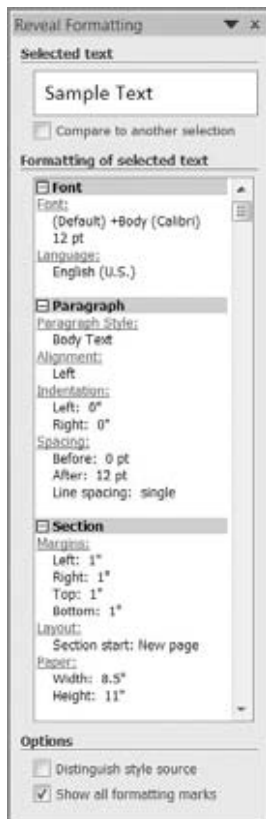 Reveal Formatting
Selected text
Sample Text
Compare to another selection
Formatting of selected text
Font
Font:
(Default) +Body (Calibri)
12 pt
Language:
English (U.S.)
Paragraph
Paragraph Style:
Body Text
Alignment:
Left
Indentation:
Left: 0"
Right: 0"
Spacing:
Before: 0 pt
After: 12 pt
Line spacing: single
Section
Margins:
Left: 1"
Right: 1"
Top: 1"
Bottom: 1"
Layout:
Section start: New page
Paper:
Width: 8.5"
Height: 11"
Options
Distinguish style source
Show all formatting marks